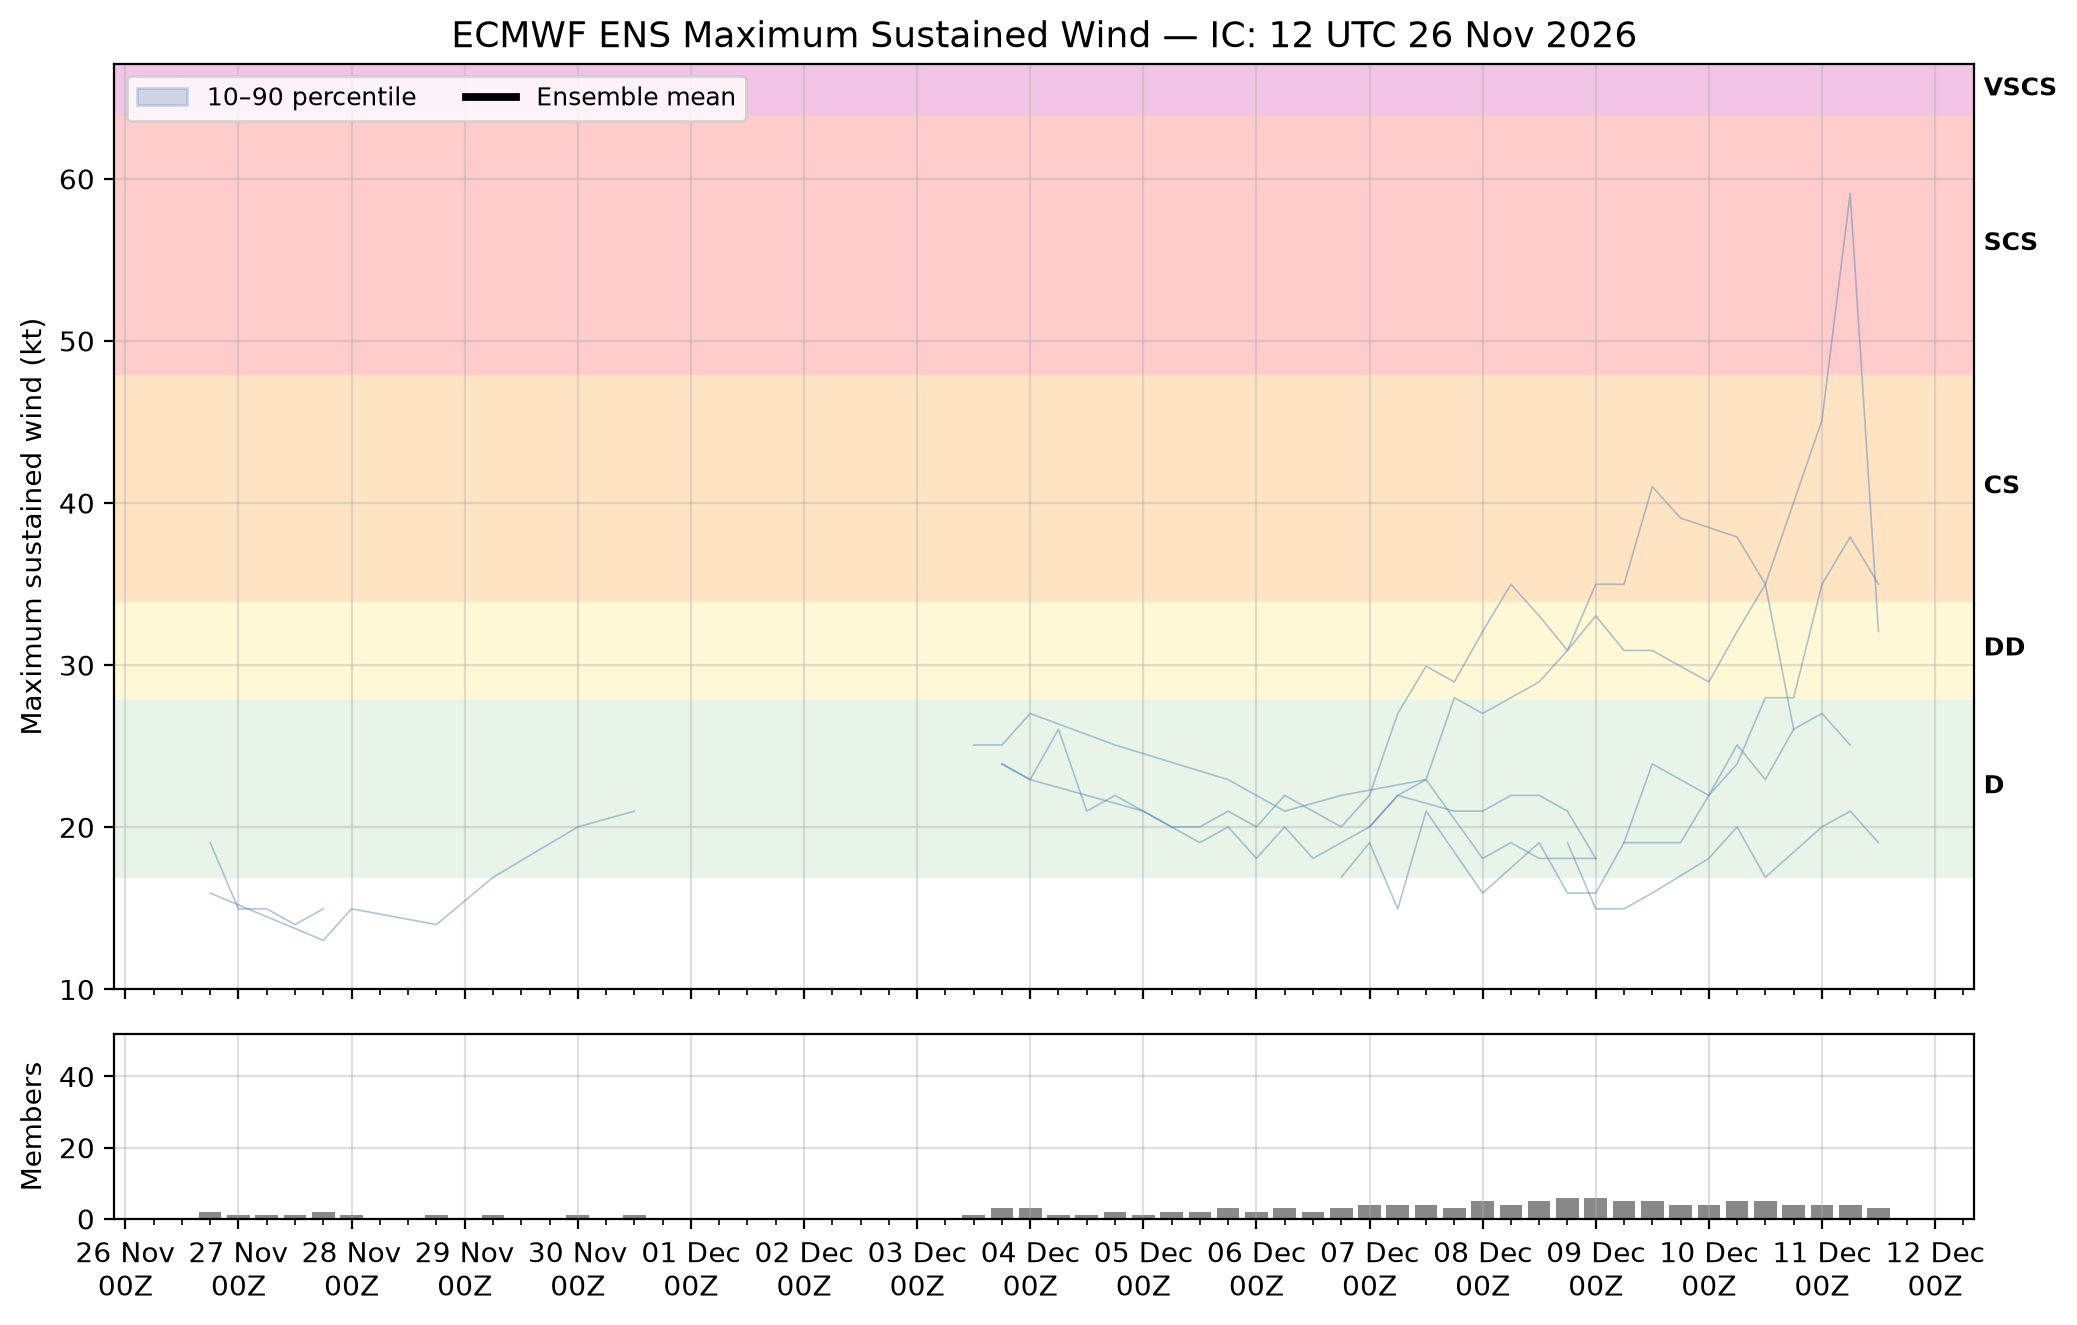 ECMWF ENS Maximum Sustained Wind — IC: 12 UTC 26 Nov 2026
10–90 percentile
Ensemble mean
VSCS
SCS
CS
DD
D
Maximum sustained wind (kt)
60
50
40
30
20
10
Members
40
20
0
26 Nov 27 Nov 28 Nov 29 Nov 30 Nov 01 Dec 02 Dec 03 Dec 04 Dec 05 Dec 06 Dec 07 Dec 08 Dec 09 Dec 10 Dec 11 Dec 12 Dec
00Z 00Z 00Z 00Z 00Z 00Z 00Z 00Z 00Z 00Z 00Z 00Z 00Z 00Z 00Z 00Z 00Z